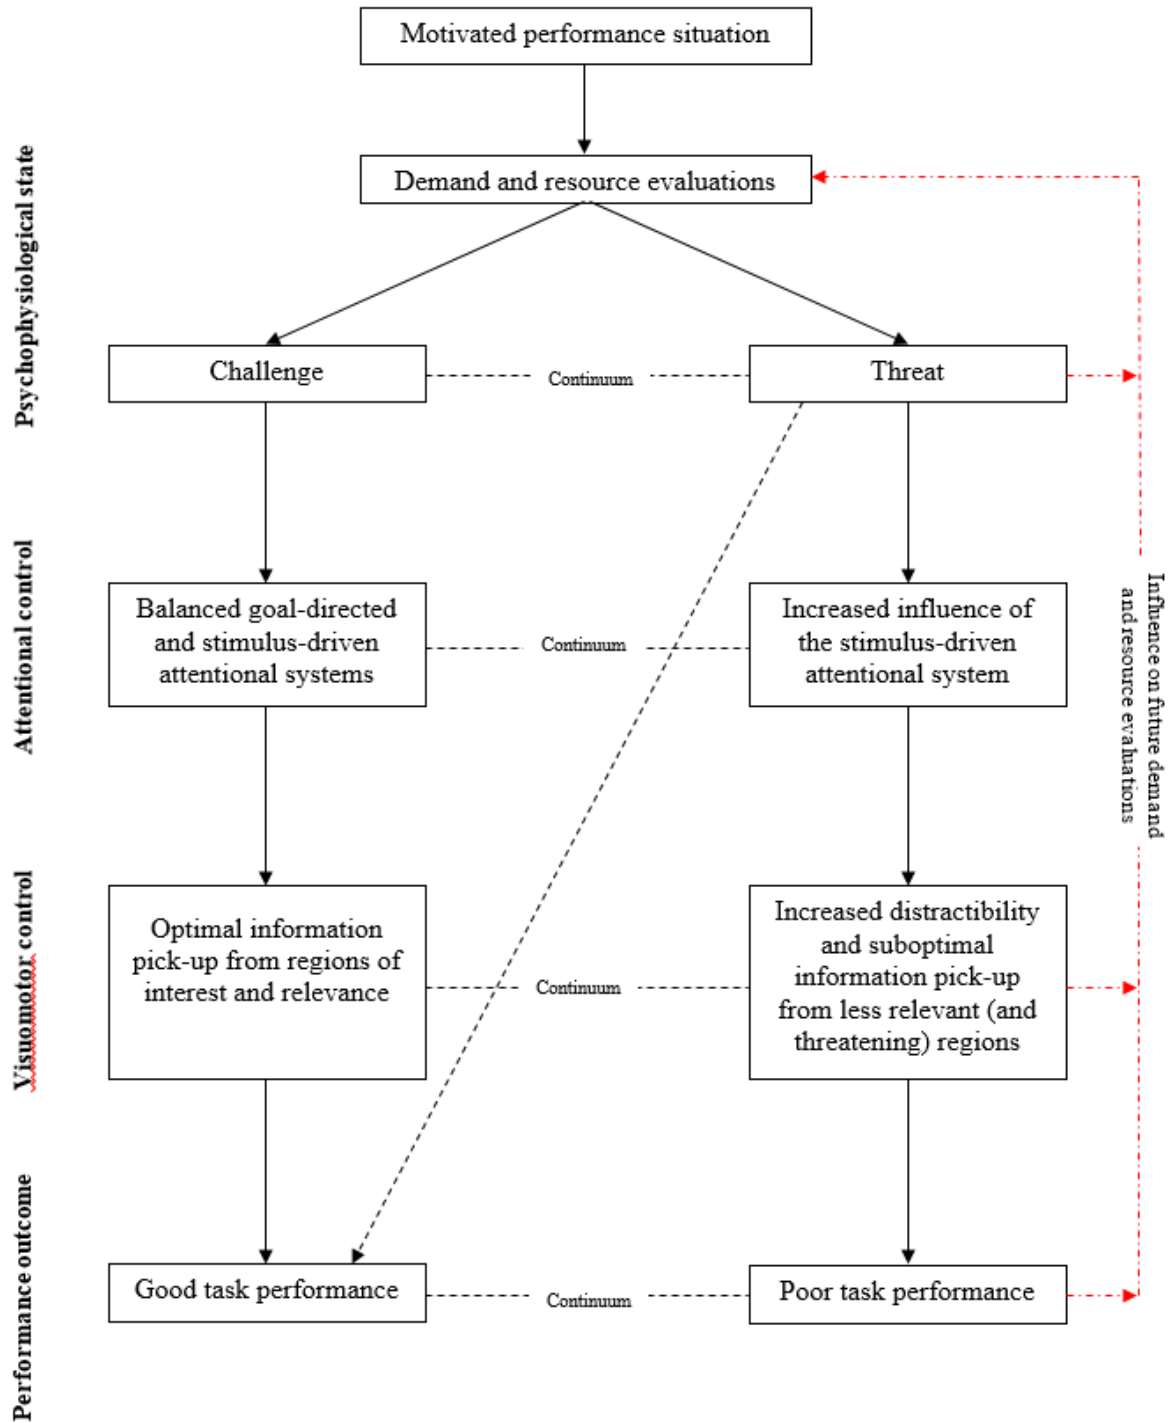 Motivated performance situation
Psychophysiological state
Demand and resource evaluations
Challenge
Continuum
Threat
Attentional control
Balanced goal-directed
and stimulus-driven
attentional systems
Continuum
Increased influence of
the stimulus-driven
attentional system
Influence on future demand
and resource evaluations
Visuomotor control
Optimal information
pick-up from regions of
interest and relevance
Continuum
Increased distractibility
and suboptimal
information pick-up
from less relevant (and
threatening) regions
Performance outcome
Good task performance
Continuum
Poor task performance